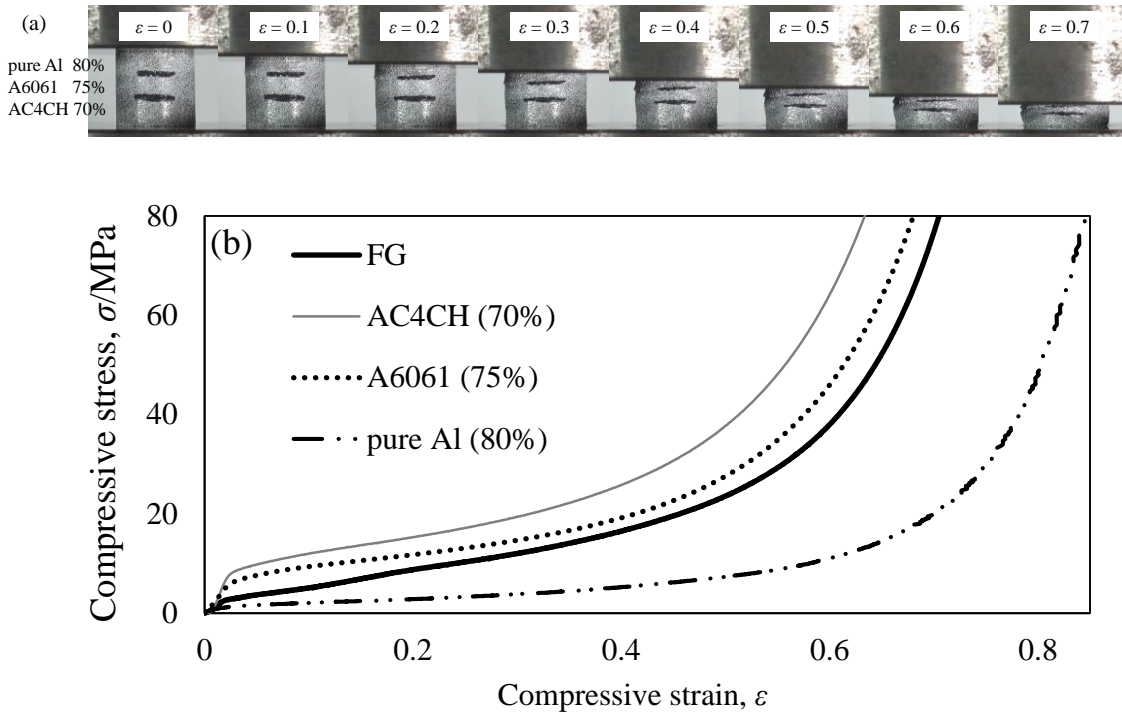 (a)
ε = 0 ε = 0.1 ε = 0.2 ε = 0.3 ε = 0.4 ε = 0.5 ε = 0.6 ε = 0.7
pure Al 80%
A6061 75%
AC4CH 70%
(b)
FG
AC4CH (70%)
A6061 (75%)
pure Al (80%)
Compressive stress, σ/MPa
80
60
40
20
0
0 0.2 0.4 0.6 0.8
Compressive strain, ε